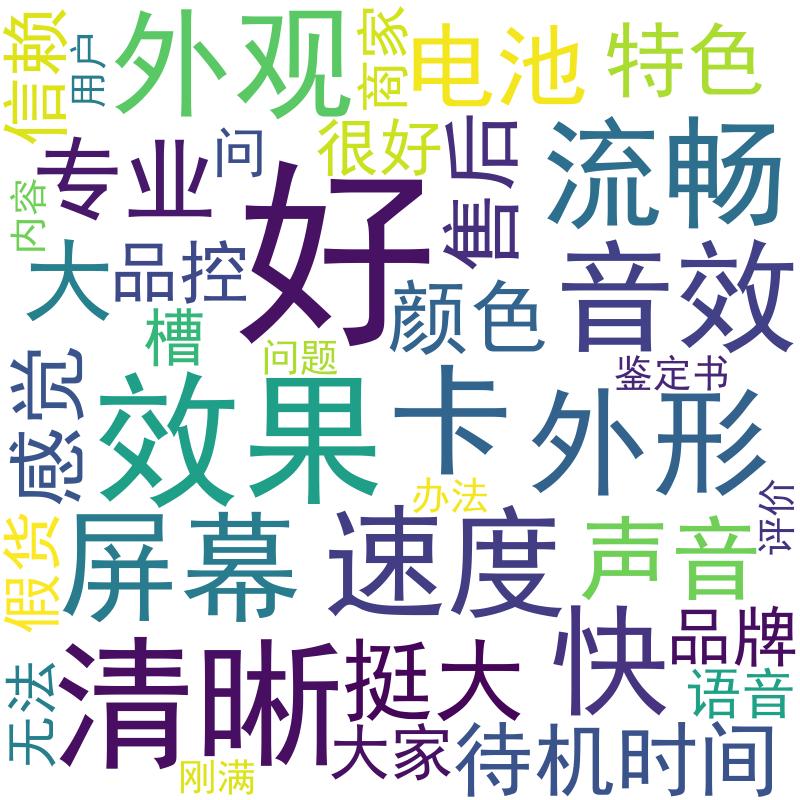 信赖
用户
外观
商家
电池
特色
专业
问
很好
售后
流畅
内容
大
品控
好
颜色
音效
槽
问题
鉴定书
感觉
效果
卡
外形
办法
评价
假货
屏幕
速度
声音
无法
清晰
挺大
快
品牌
语音
刚满
大家
待机时间